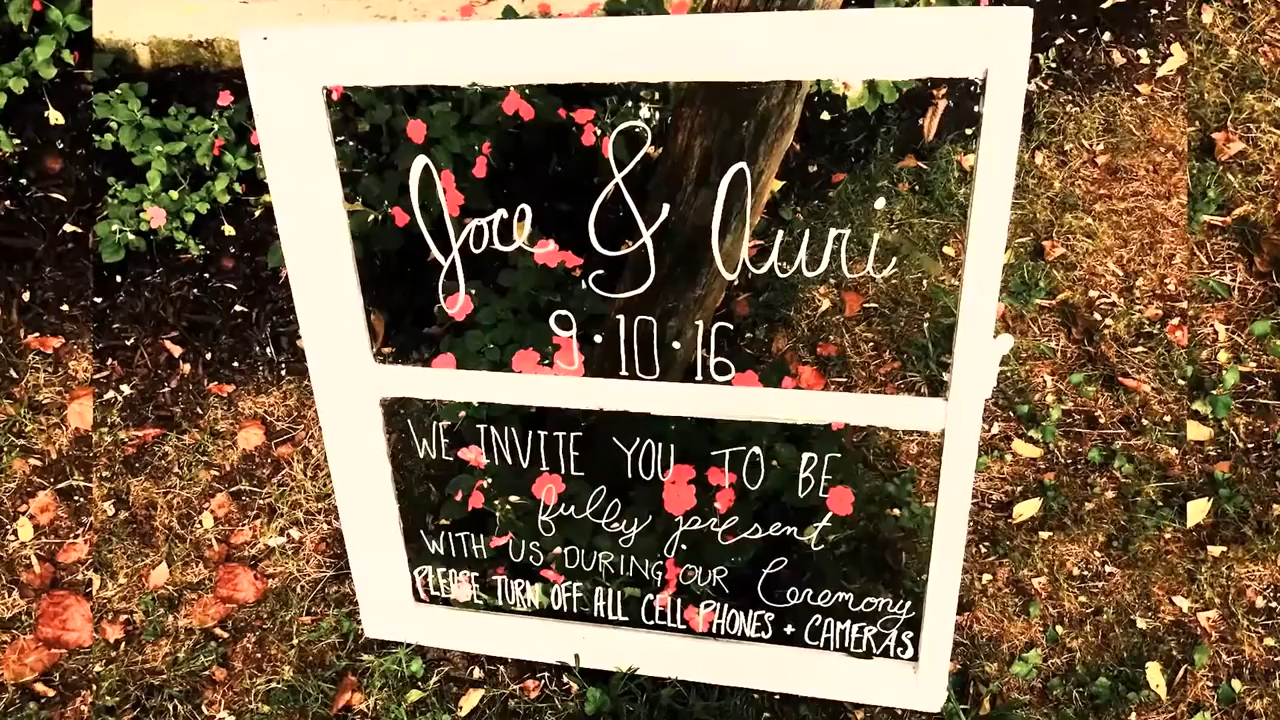 Joce & Auri
9·10·16
WE INVITE YOU TO BE
fully present
WITH US DURING OUR Ceremony
PLEASE TURN OFF ALL CELL PHONES + CAMERAS